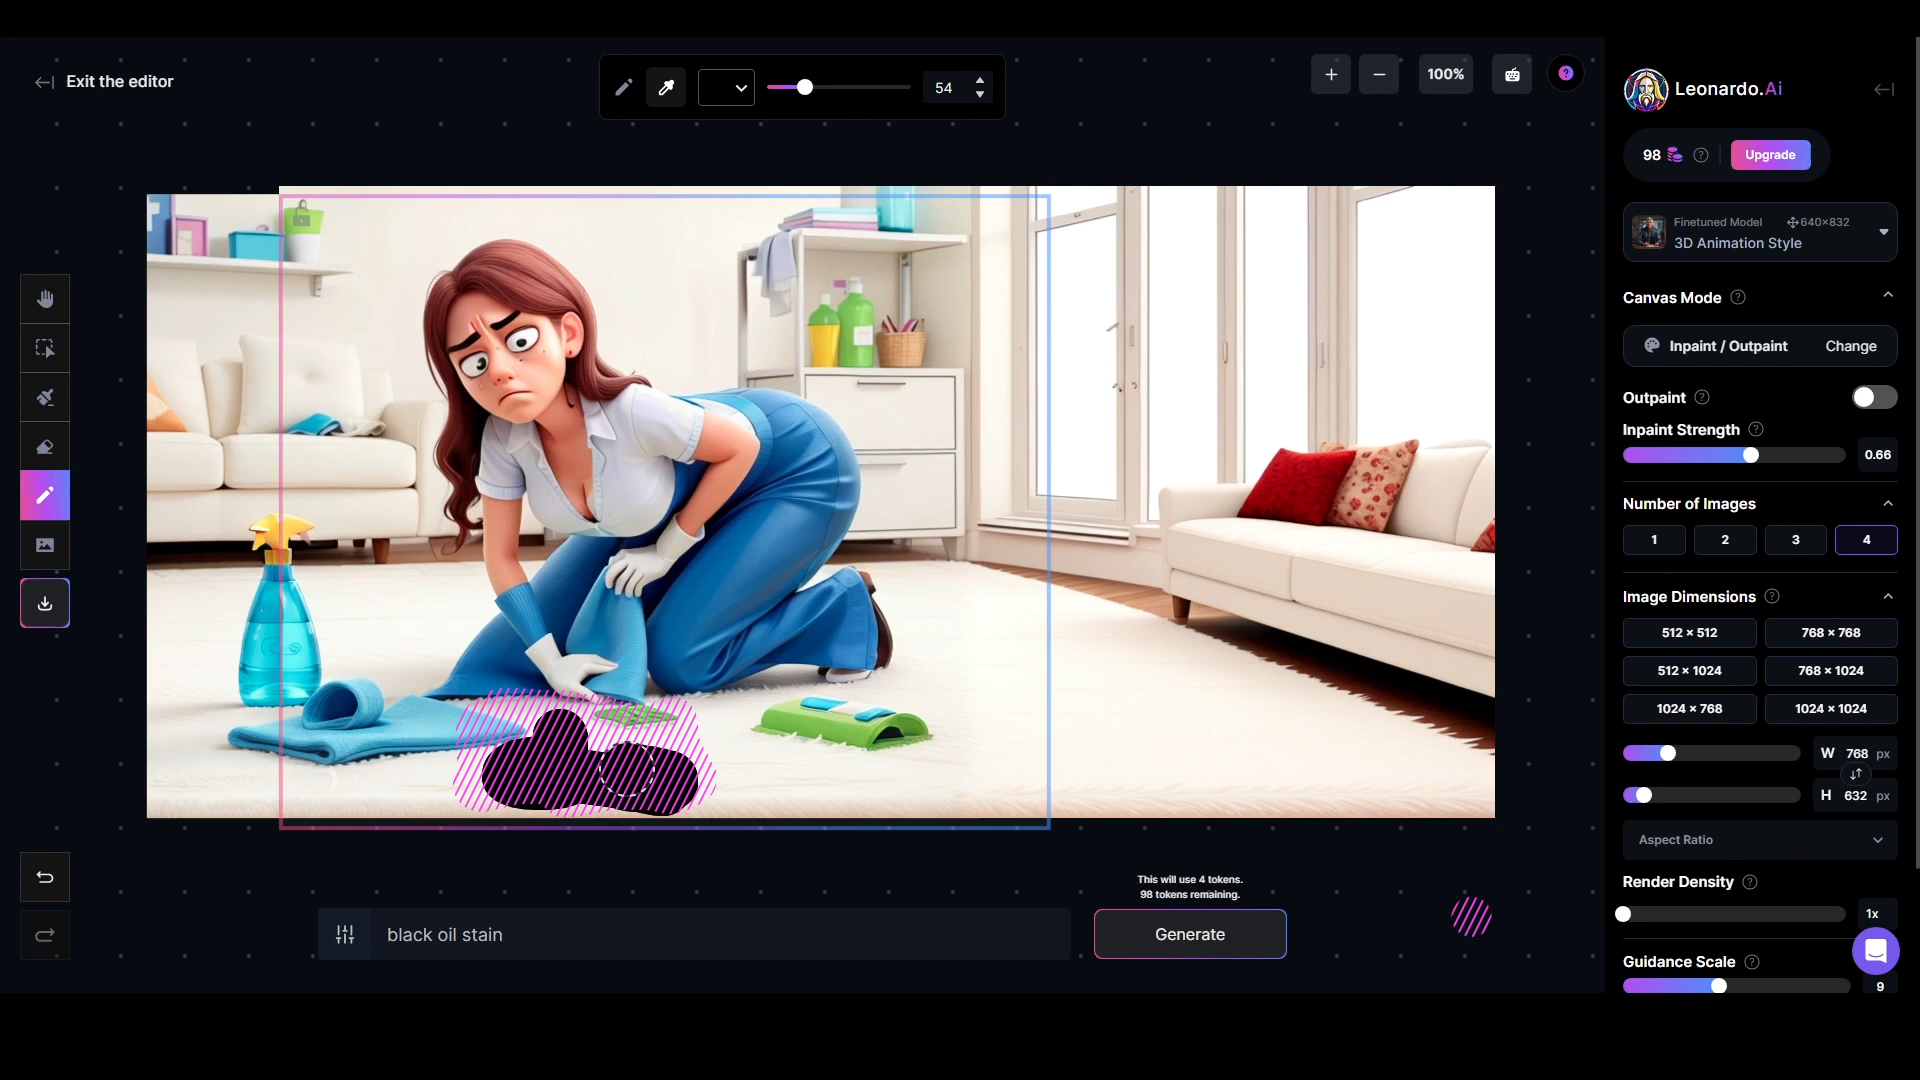 Exit the editor
54
100%
Leonardo.Ai
98
Upgrade
Finetuned Model
640×832
3D Animation Style
Canvas Mode
Inpaint / Outpaint
Change
Outpaint
Inpaint Strength
0.66
Number of Images
1
2
3
4
Image Dimensions
512 × 512
768 × 768
512 × 1024
768 × 1024
1024 × 768
1024 × 1024
W 768 px
H 632 px
Aspect Ratio
Render Density
1x
Guidance Scale
9
This will use 4 tokens.
98 tokens remaining.
black oil stain
Generate